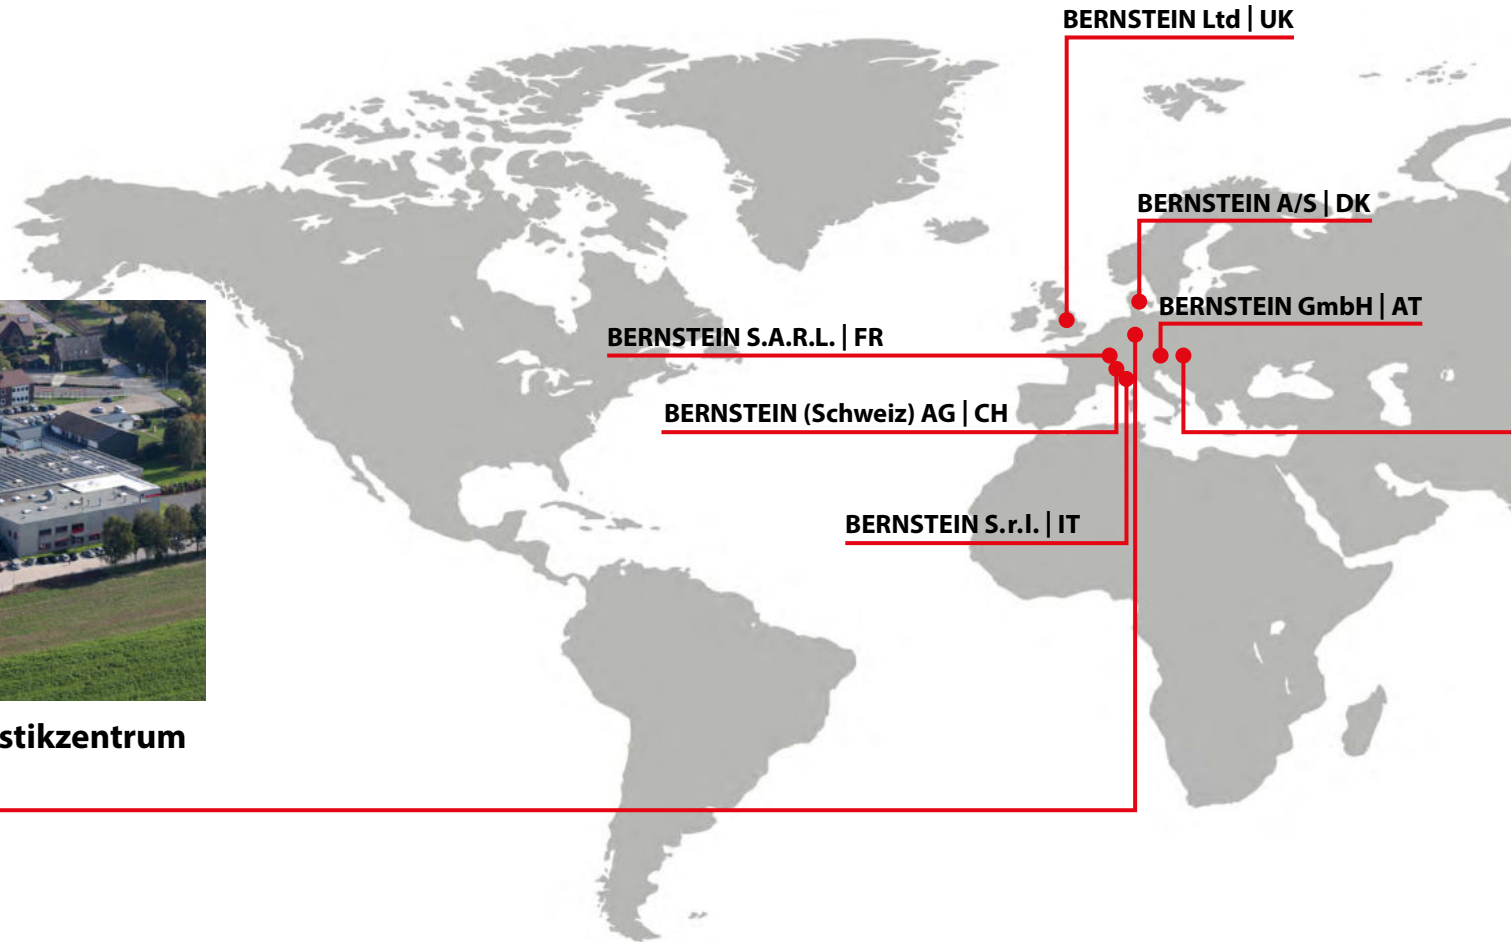 BERNSTEIN Ltd | UK
BERNSTEIN A/S | DK
BERNSTEIN GmbH | AT
BERNSTEIN S.A.R.L. | FR
BERNSTEIN (Schweiz) AG | CH
BERNSTEIN S.r.l. | IT
stikzentrum